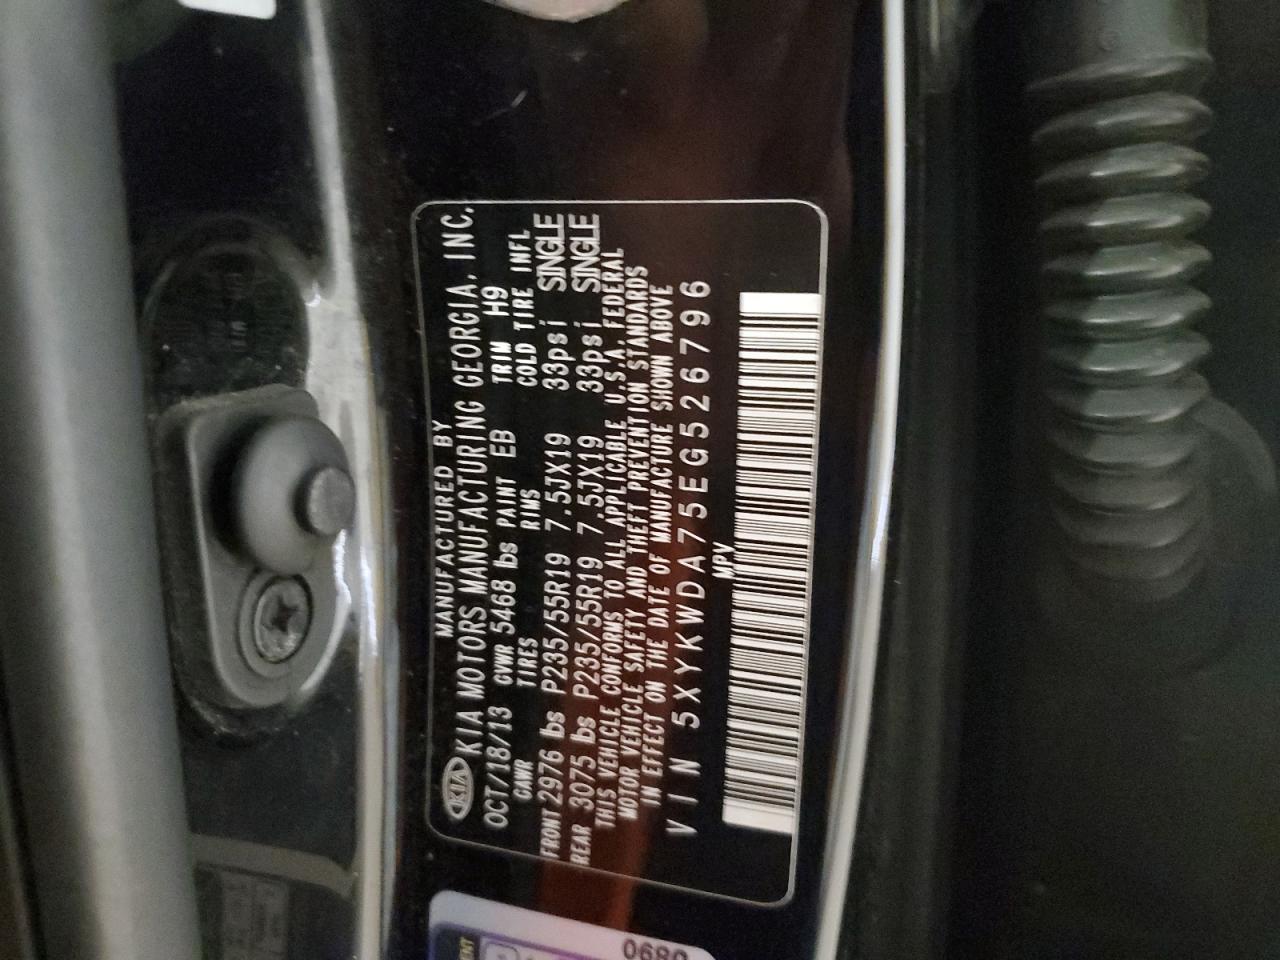 MANUFACTURED BY
KIA KIA MOTORS MANUFACTURING GEORGIA, INC.
OCT/18/13 GVWR 5468 lbs PAINT EB TRIM H9
GAWR TIRES RIMS COLD TIRE INFL
FRONT 2976 lbs P235/55R19 7.5JX19 33psi SINGLE
REAR 3075 lbs P235/55R19 7.5JX19 33psi SINGLE
THIS VEHICLE CONFORMS TO ALL APPLICABLE U.S.A. FEDERAL
MOTOR VEHICLE SAFETY AND THEFT PREVENTION STANDARDS
IN EFFECT ON THE DATE OF MANUFACTURE SHOWN ABOVE
VIN 5XYKWDA75EG526796
MPV
0680